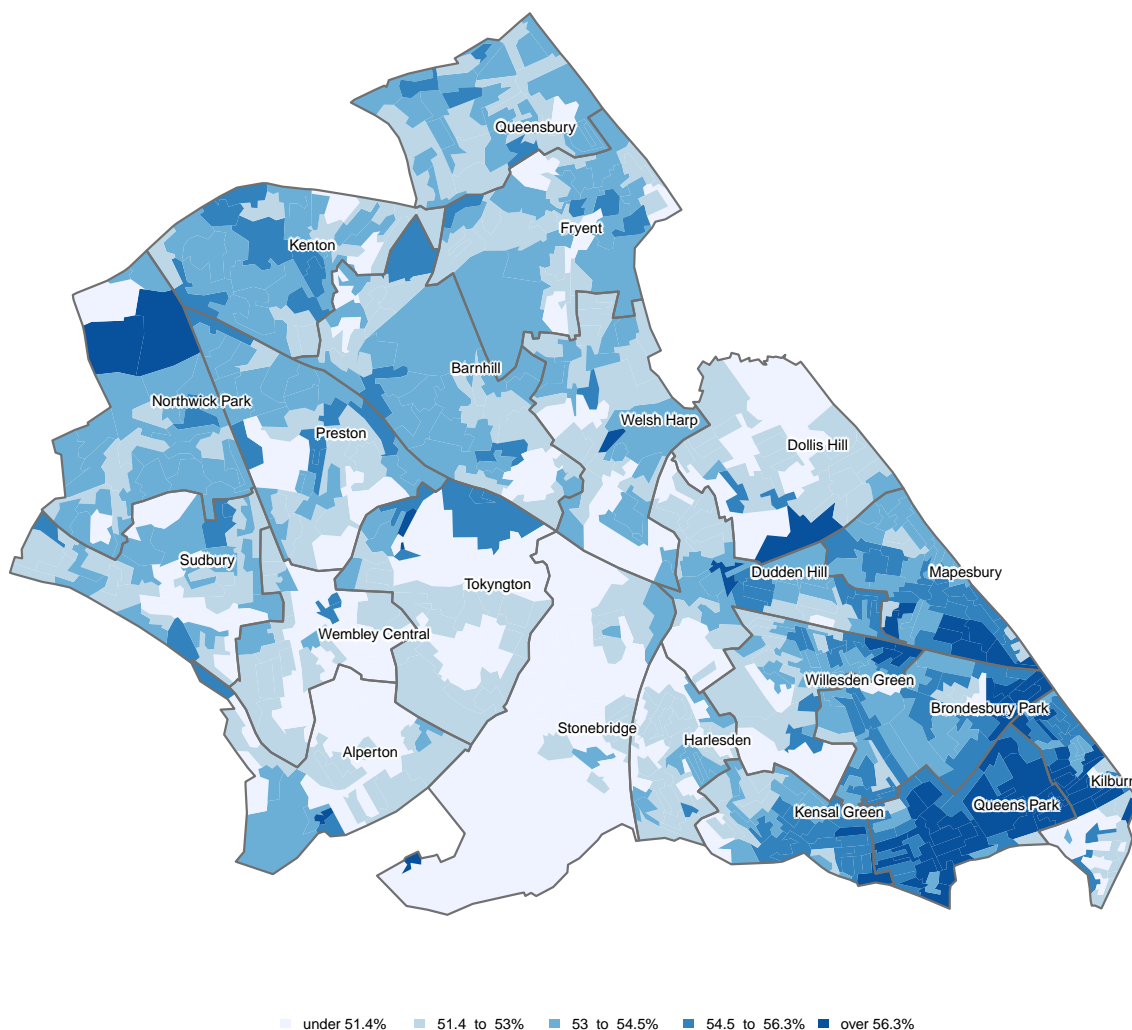 Queensbury
Fryent
Kenton
Barnhill
Northwick Park
Welsh Harp
Preston
Dollis Hill
Sudbury
Dudden Hill
Mapesbury
Tokyngton
Wembley Central
Willesden Green
Brondesbury Park
Stonebridge
Harlesden
Alperton
Kilburn
Queens Park
Kensal Green
under 51.4% 51.4 to 53% 53 to 54.5% 54.5 to 56.3% over 56.3%